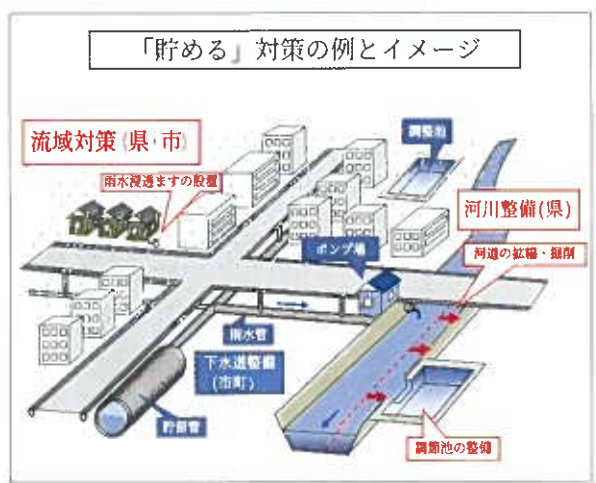 「貯める」対策の例とイメージ
流域対策(県・市)
調整池
雨水浸透ますの設置
河川整備(県)
河道の拡幅・掘削
ポンプ場
雨水管
下水道整備
(市町)
貯留管
調節池の整備